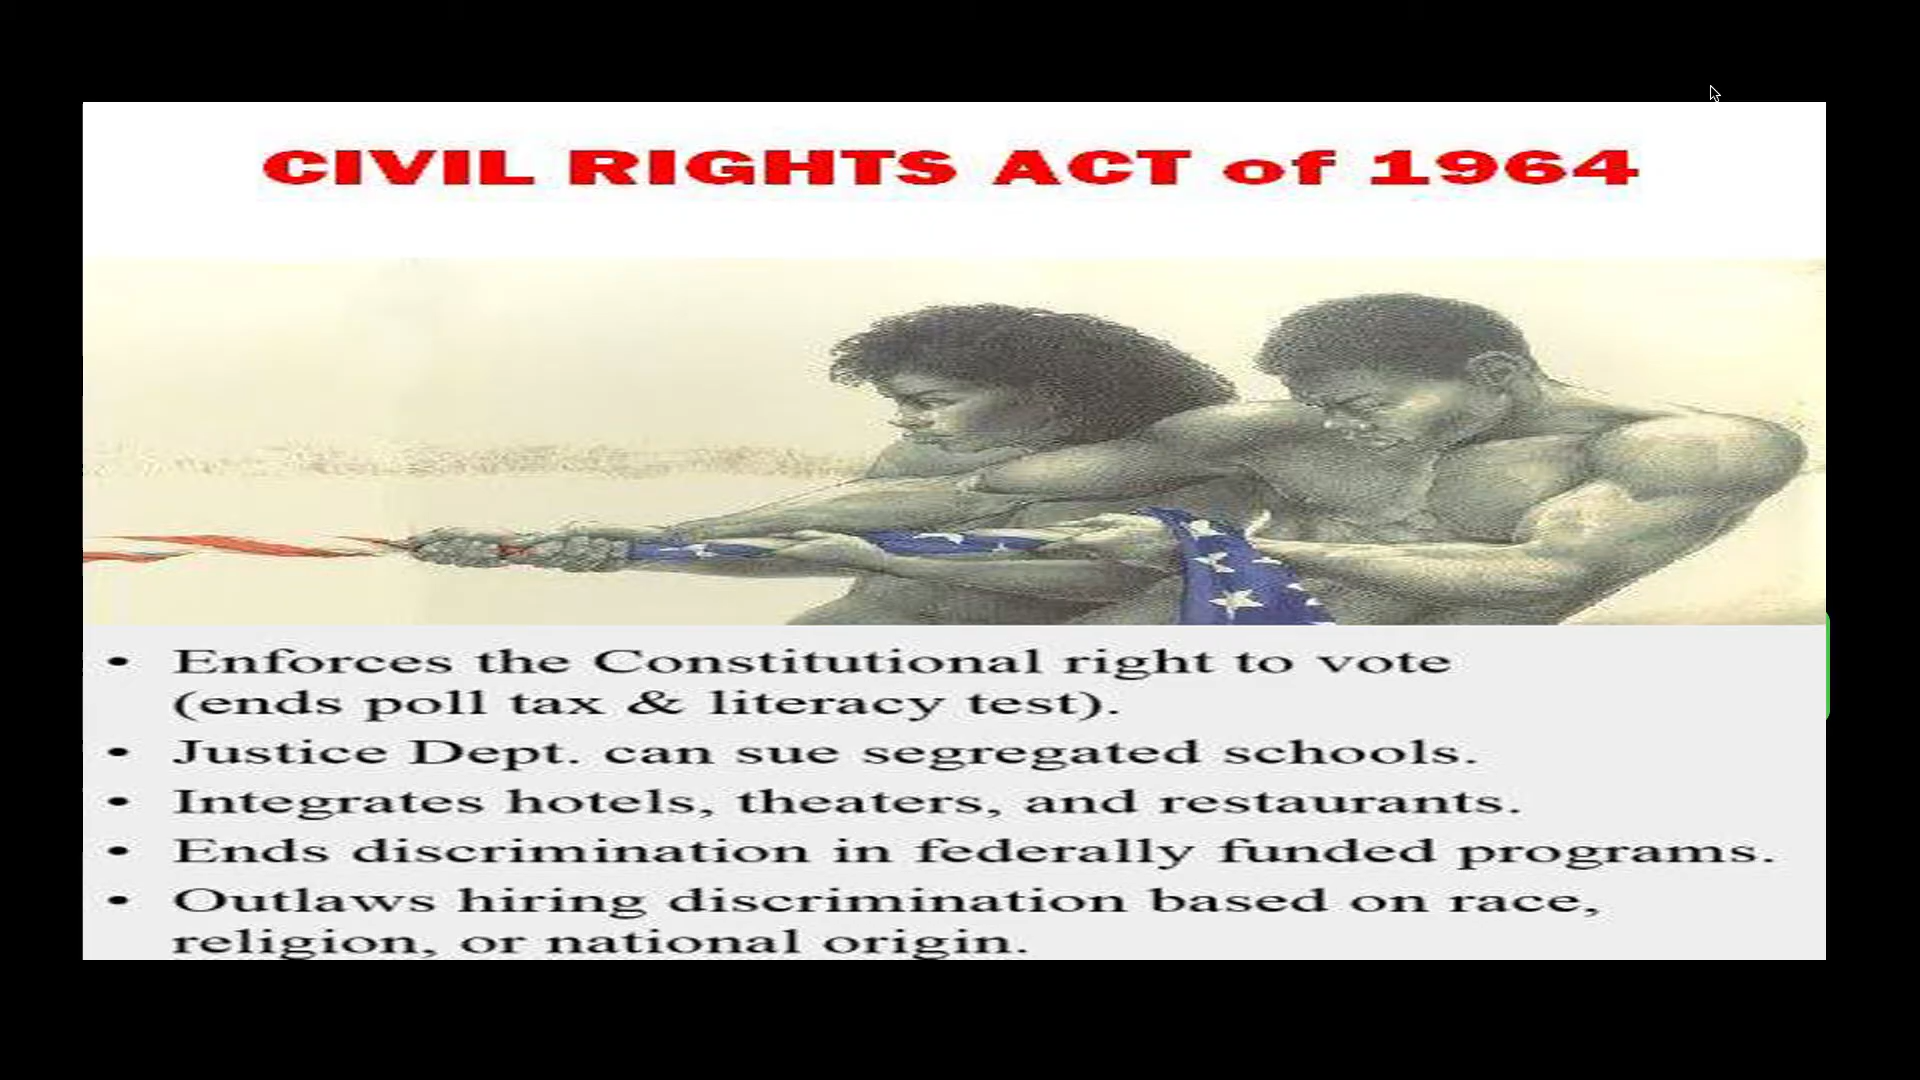 CIVIL RIGHTS ACT of 1964
• Enforces the Constitutional right to vote
(ends poll tax & literacy test).
• Justice Dept. can sue segregated schools.
• Integrates hotels, theaters, and restaurants.
• Ends discrimination in federally funded programs.
• Outlaws hiring discrimination based on race,
religion, or national origin.